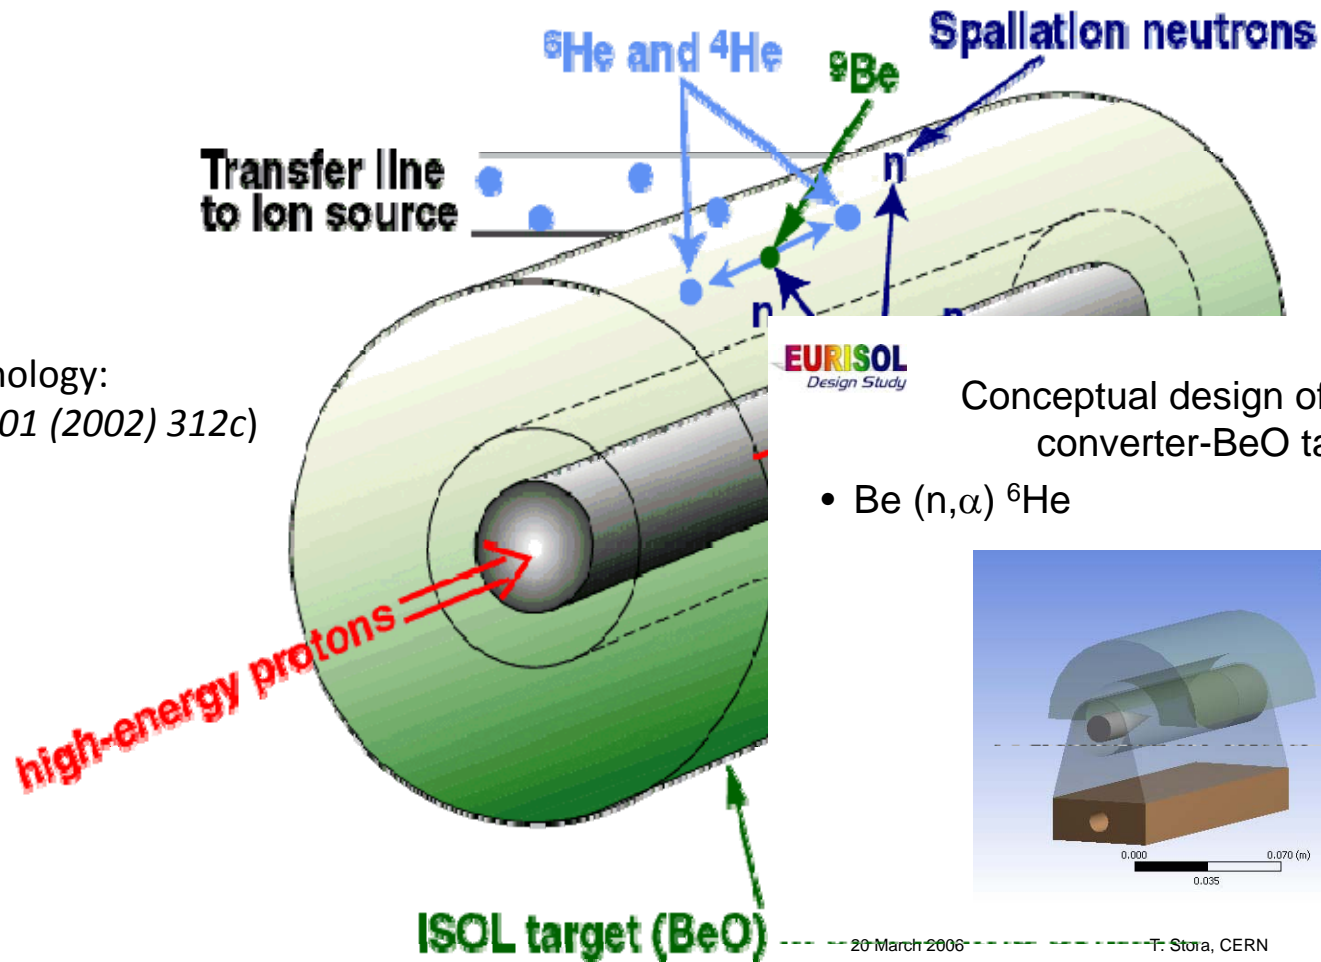 ⁶He and ⁴He
⁹Be
Spallation neutrons
Transfer line
to Ion source
n
n
nology:
01 (2002) 312c)
high-energy protons
EURISOL
Design Study
Conceptual design of
converter-BeO ta
• Be (n,α) ⁶He
0.000
0.070 (m)
0.035
ISOL target (BeO)
20 March 2006
T. Stora, CERN